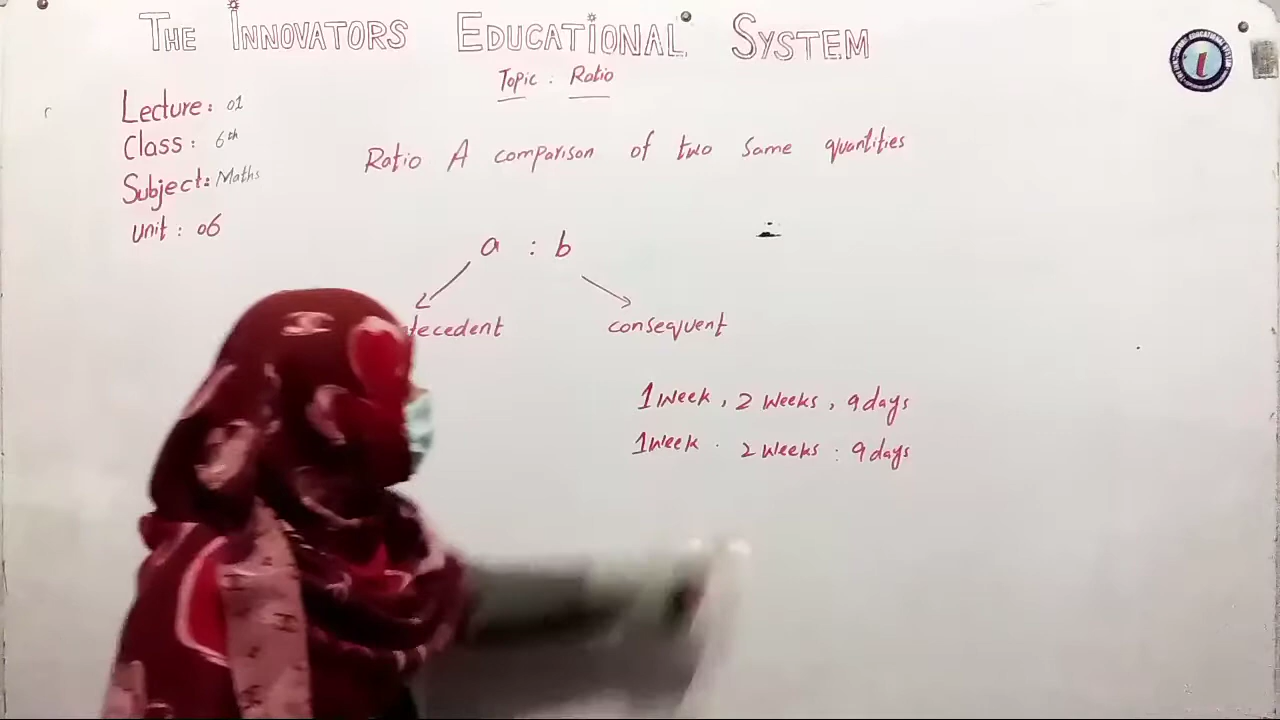 THE INNOVATORS EDUCATIONAL SYSTEM
Topic : Ratio
Lecture: 01
Class: 6th
Subject: Maths
Unit : 06
Ratio A comparison of two same quantities
a : b
tecedent consequent
1 week , 2 weeks , 9 days
1 week . 2 weeks : 9 days